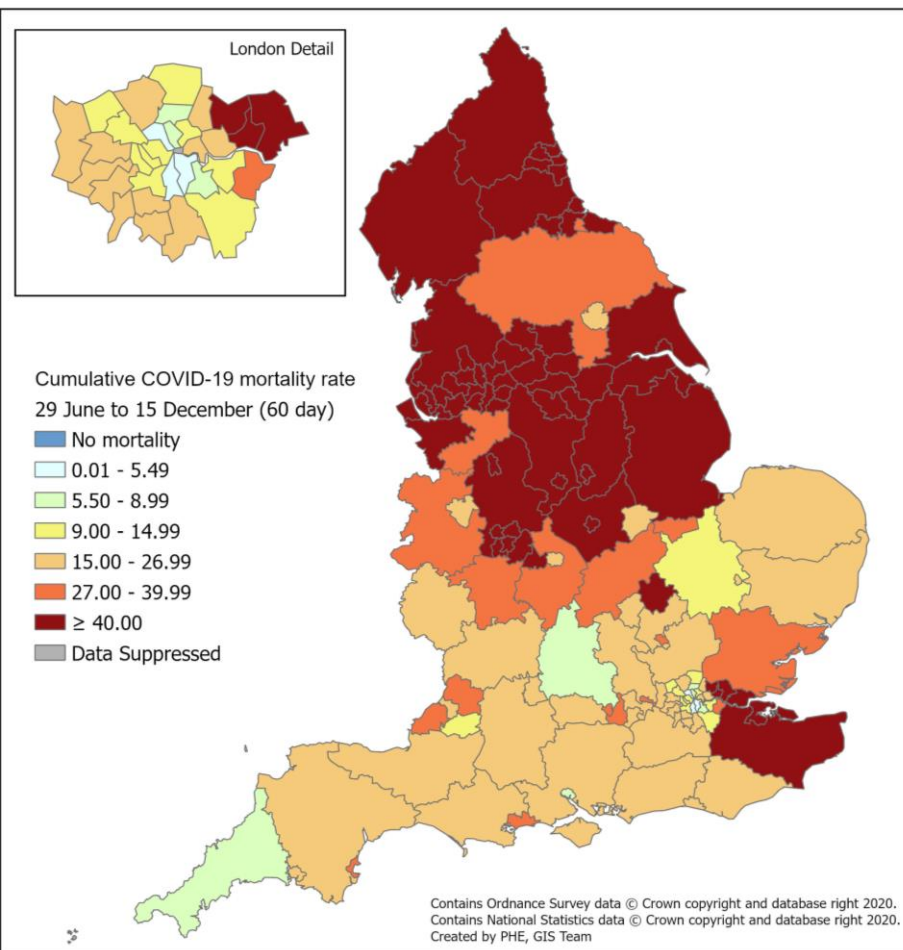 London Detail
Cumulative COVID-19 mortality rate
29 June to 15 December (60 day)
No mortality
0.01 - 5.49
5.50 - 8.99
9.00 - 14.99
15.00 - 26.99
27.00 - 39.99
≥ 40.00
Data Suppressed
Contains Ordnance Survey data © Crown copyright and database right 2020.
Contains National Statistics data © Crown copyright and database right 2020.
Created by PHE, GIS Team